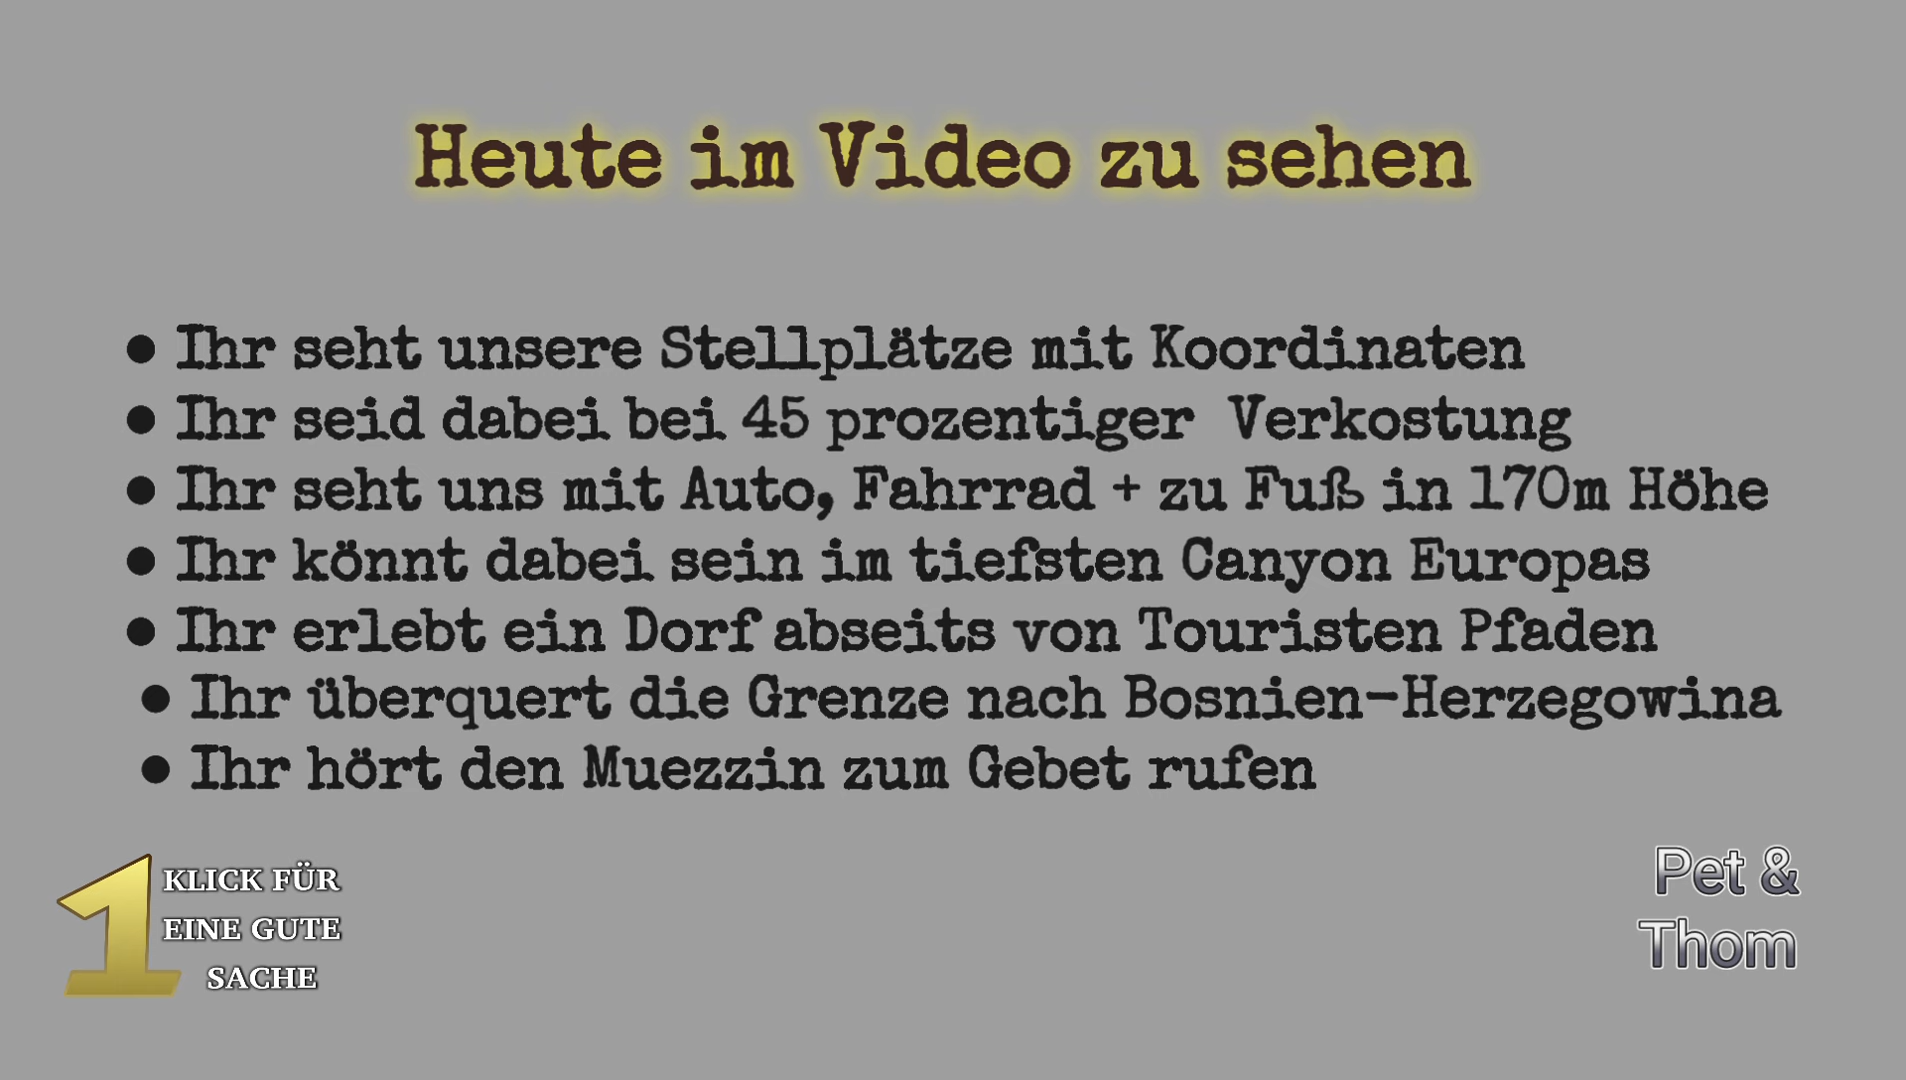 Heute im Video zu sehen
● Ihr seht unsere Stellplätze mit Koordinaten
● Ihr seid dabei bei 45 prozentiger Verkostung
● Ihr seht uns mit Auto, Fahrrad + zu Fuß in 170m Höhe
● Ihr könnt dabei sein im tiefsten Canyon Europas
● Ihr erlebt ein Dorf abseits von Touristen Pfaden
● Ihr überquert die Grenze nach Bosnien-Herzegowina
● Ihr hört den Muezzin zum Gebet rufen
1 KLICK FÜR
EINE GUTE
SACHE
Pet &
Thom